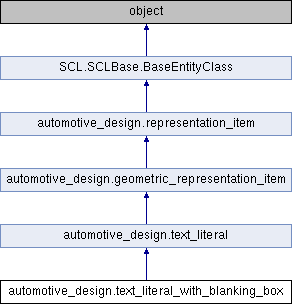 object
SCL.SCLBase.BaseEntityClass
automotive_design.representation_item
automotive_design.geometric_representation_item
automotive_design.text_literal
automotive_design.text_literal_with_blanking_box